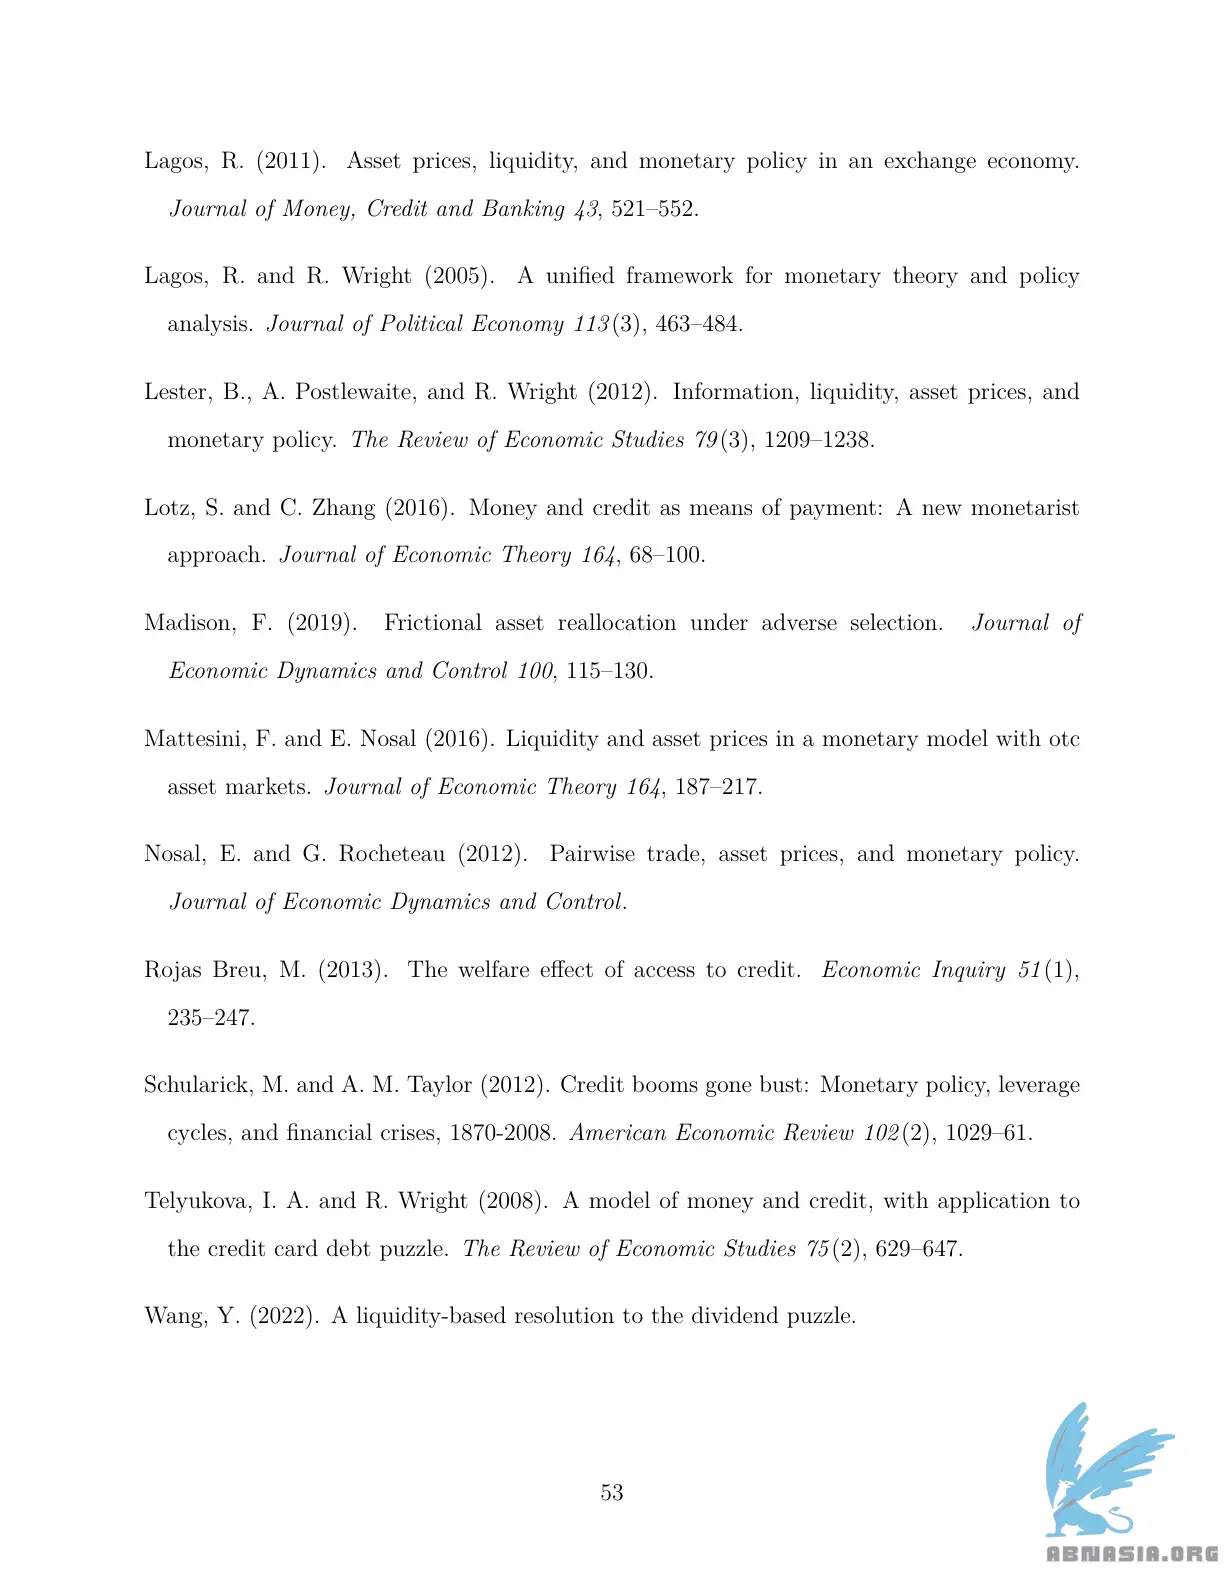 Lagos, R. (2011). Asset prices, liquidity, and monetary policy in an exchange economy.
Journal of Money, Credit and Banking 43, 521–552.
Lagos, R. and R. Wright (2005). A unified framework for monetary theory and policy
analysis. Journal of Political Economy 113(3), 463–484.
Lester, B., A. Postlewaite, and R. Wright (2012). Information, liquidity, asset prices, and
monetary policy. The Review of Economic Studies 79(3), 1209–1238.
Lotz, S. and C. Zhang (2016). Money and credit as means of payment: A new monetarist
approach. Journal of Economic Theory 164, 68–100.
Madison, F. (2019). Frictional asset reallocation under adverse selection. Journal of
Economic Dynamics and Control 100, 115–130.
Mattesini, F. and E. Nosal (2016). Liquidity and asset prices in a monetary model with otc
asset markets. Journal of Economic Theory 164, 187–217.
Nosal, E. and G. Rocheteau (2012). Pairwise trade, asset prices, and monetary policy.
Journal of Economic Dynamics and Control.
Rojas Breu, M. (2013). The welfare effect of access to credit. Economic Inquiry 51(1),
235–247.
Schularick, M. and A. M. Taylor (2012). Credit booms gone bust: Monetary policy, leverage
cycles, and financial crises, 1870-2008. American Economic Review 102(2), 1029–61.
Telyukova, I. A. and R. Wright (2008). A model of money and credit, with application to
the credit card debt puzzle. The Review of Economic Studies 75(2), 629–647.
Wang, Y. (2022). A liquidity-based resolution to the dividend puzzle.
53
ABNASIA.ORG